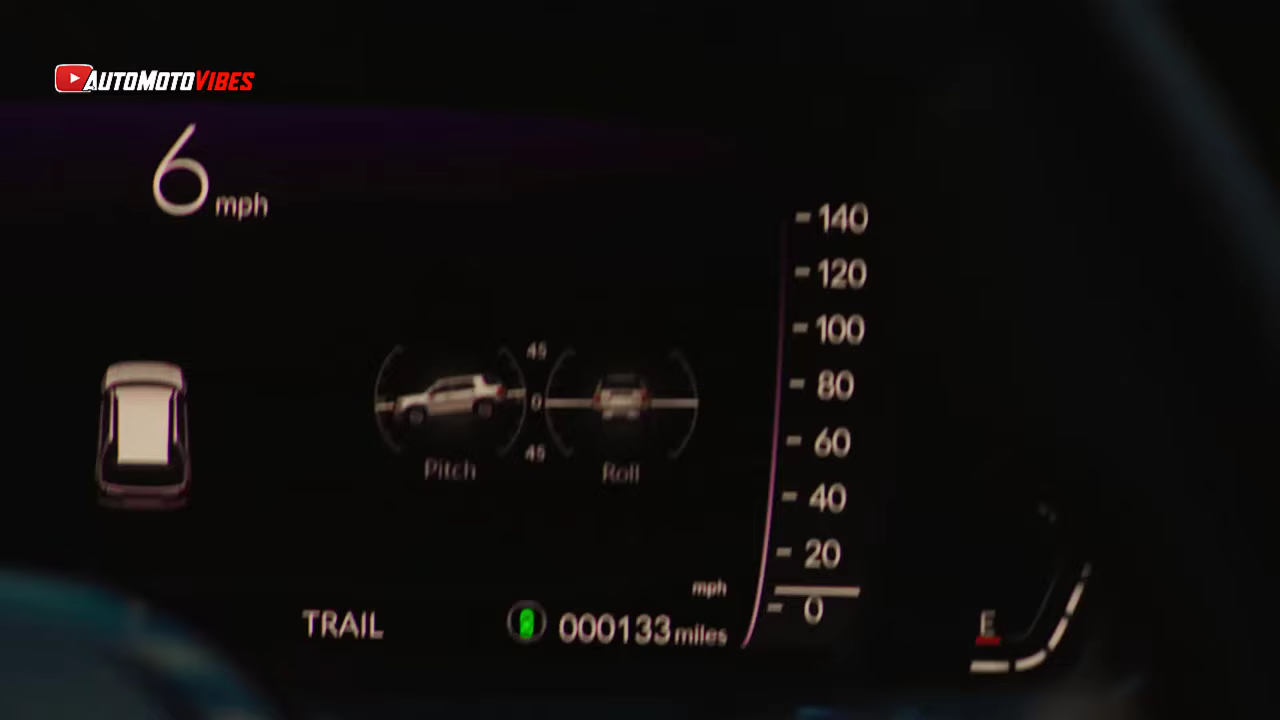 AUTOMOTOVIBES
6 mph
140
120
100
80
60
40
20
0
45
0
45
Pitch
Roll
mph
TRAIL
000133 miles
E